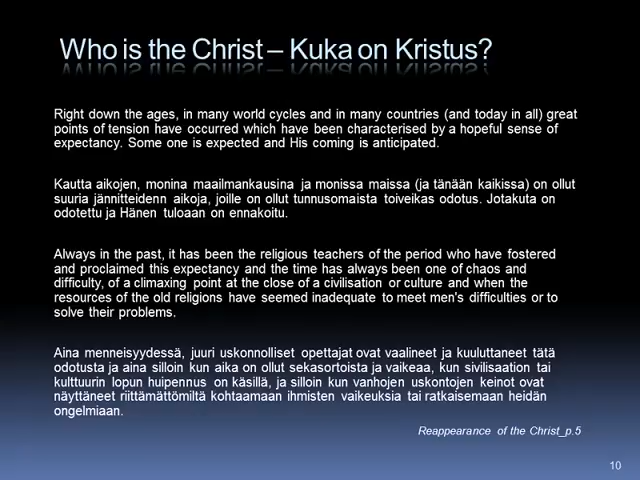 Who is the Christ – Kuka on Kristus?
Right down the ages, in many world cycles and in many countries (and today in all) great
points of tension have occurred which have been characterised by a hopeful sense of
expectancy. Some one is expected and His coming is anticipated.
Kautta aikojen, monina maailmankausina ja monissa maissa (ja tänään kaikissa) on ollut
suuria jännitteidenn aikoja, joille on ollut tunnusomaista toiveikas odotus. Jotakuta on
odotettu ja Hänen tuloaan on ennakoitu.
Always in the past, it has been the religious teachers of the period who have fostered
and proclaimed this expectancy and the time has always been one of chaos and
difficulty, of a climaxing point at the close of a civilisation or culture and when the
resources of the old religions have seemed inadequate to meet men's difficulties or to
solve their problems.
Aina menneisyydessä, juuri uskonnolliset opettajat ovat vaalineet ja kuuluttaneet tätä
odotusta ja aina silloin kun aika on ollut sekasortoista ja vaikeaa, kun sivilisaation tai
kulttuurin lopun huipennus on käsillä, ja silloin kun vanhojen uskontojen keinot ovat
näyttäneet riittämättömiltä kohtaamaan ihmisten vaikeuksia tai ratkaisemaan heidän
ongelmiaan.
Reappearance of the Christ_p.5
10